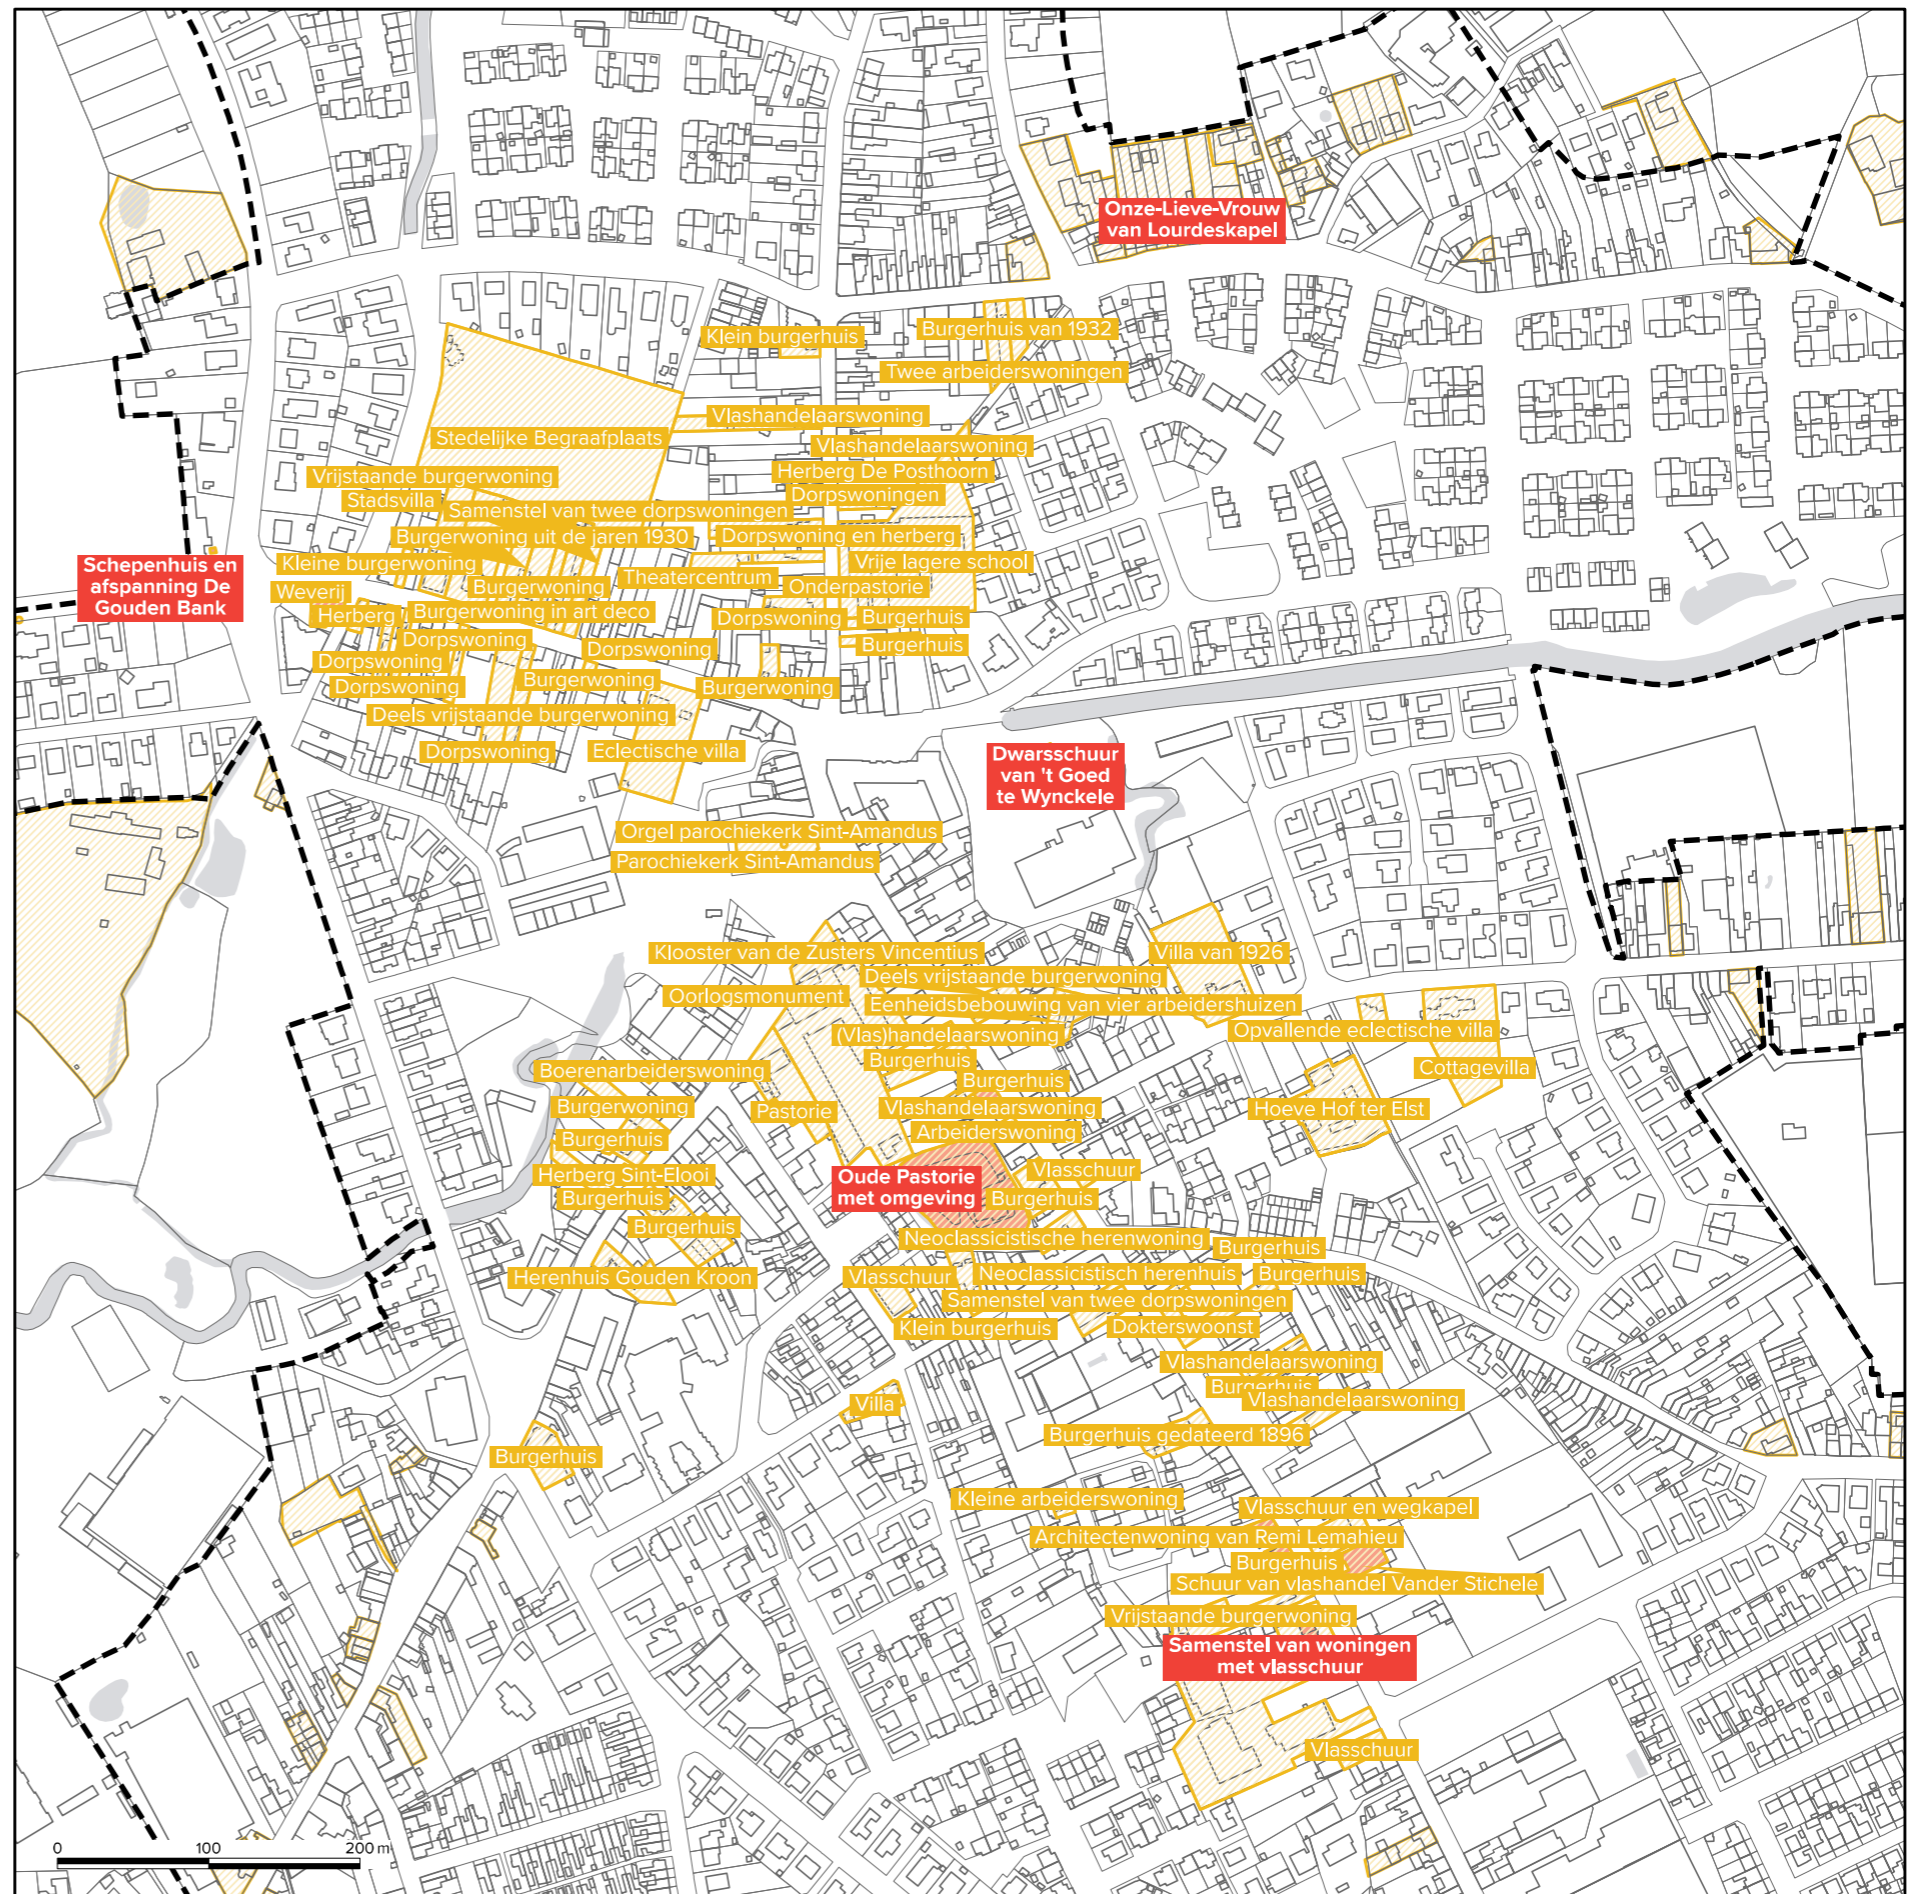 Onze-Lieve-Vrouw
van Lourdeskapel
Klein burgerhuis
Burgerhuis van 1932
Twee arbeiderswoningen
Vlashandelaarswoning
Stedelijke Begraafplaats
Vlashandelaarswoning
Herberg De Posthoorn
Vrijstaande burgerwoning
Dorpswoningen
Stadsvilla
Samenstel van twee dorpswoningen
Burgerwoning uit de jaren 1930
Dorpswoning en herberg
Schepenhuis en
afspanning De
Gouden Bank
Kleine burgerwoning
Vrije lagere school
Theatercentrum
Burgerwoning
Onderpastorie
Weverij
Herberg
Burgerwoning in art deco
Dorpswoning
Burgerhuis
Dorpswoning
Dorpswoning
Burgerhuis
Dorpswoning
Burgerwoning
Dorpswoning
Burgerwoning
Deels vrijstaande burgerwoning
Dorpswoning
Eclectische villa
Dwarsschuur
van 't Goed
te Wynckele
Orgel parochiekerk Sint-Amandus
Parochiekerk Sint-Amandus
Klooster van de Zusters Vincentius
Villa van 1926
Deels vrijstaande burgerwoning
Oorlogsmonument
Eenheidsbebouwing van vier arbeidershuizen
Opvallende eclectische villa
(Vlas)handelaarswoning
Burgerhuis
Boerenarbeiderswoning
Cottagevilla
Burgerhuis
Burgerwoning
Pastorie
Vlashandelaarswoning
Hoeve Hof ter Elst
Arbeiderswoning
Burgerhuis
Herberg Sint-Elooi
Oude Pastorie
met omgeving
Vlasschuur
Burgerhuis
Burgerhuis
Burgerhuis
Neoclassicistische herenwoning
Burgerhuis
Herenhuis Gouden Kroon
Vlasschuur
Neoclassicistisch herenhuis
Burgerhuis
Samenstel van twee dorpswoningen
Klein burgerhuis
Dokterswoonst
Vlashandelaarswoning
Burgerhuis
Vlashandelaarswoning
Villa
Burgerhuis gedateerd 1896
Burgerhuis
Kleine arbeiderswoning
Vlasschuur en wegkapel
Architectenwoning van Remi Lemahieu
Burgerhuis
Schuur van vlashandel Vander Stichele
Vrijstaande burgerwoning
Samenstel van woningen
met vlasschuur
Vlasschuur
0 100 200 m